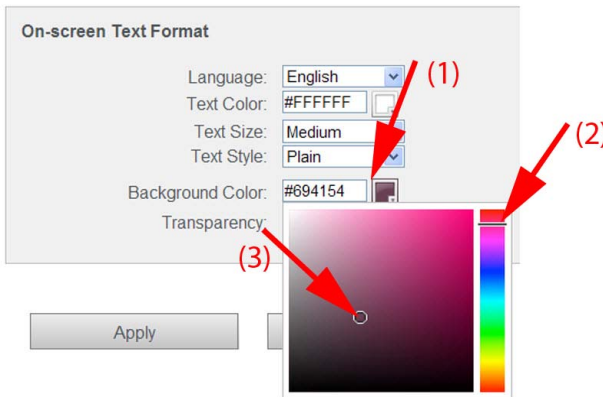 On-screen Text Format
Language: English
(1)
Text Color: #FFFFFF
Text Size: Medium
(2)
Text Style: Plain
Background Color: #694154
Transparency:
(3)
Apply